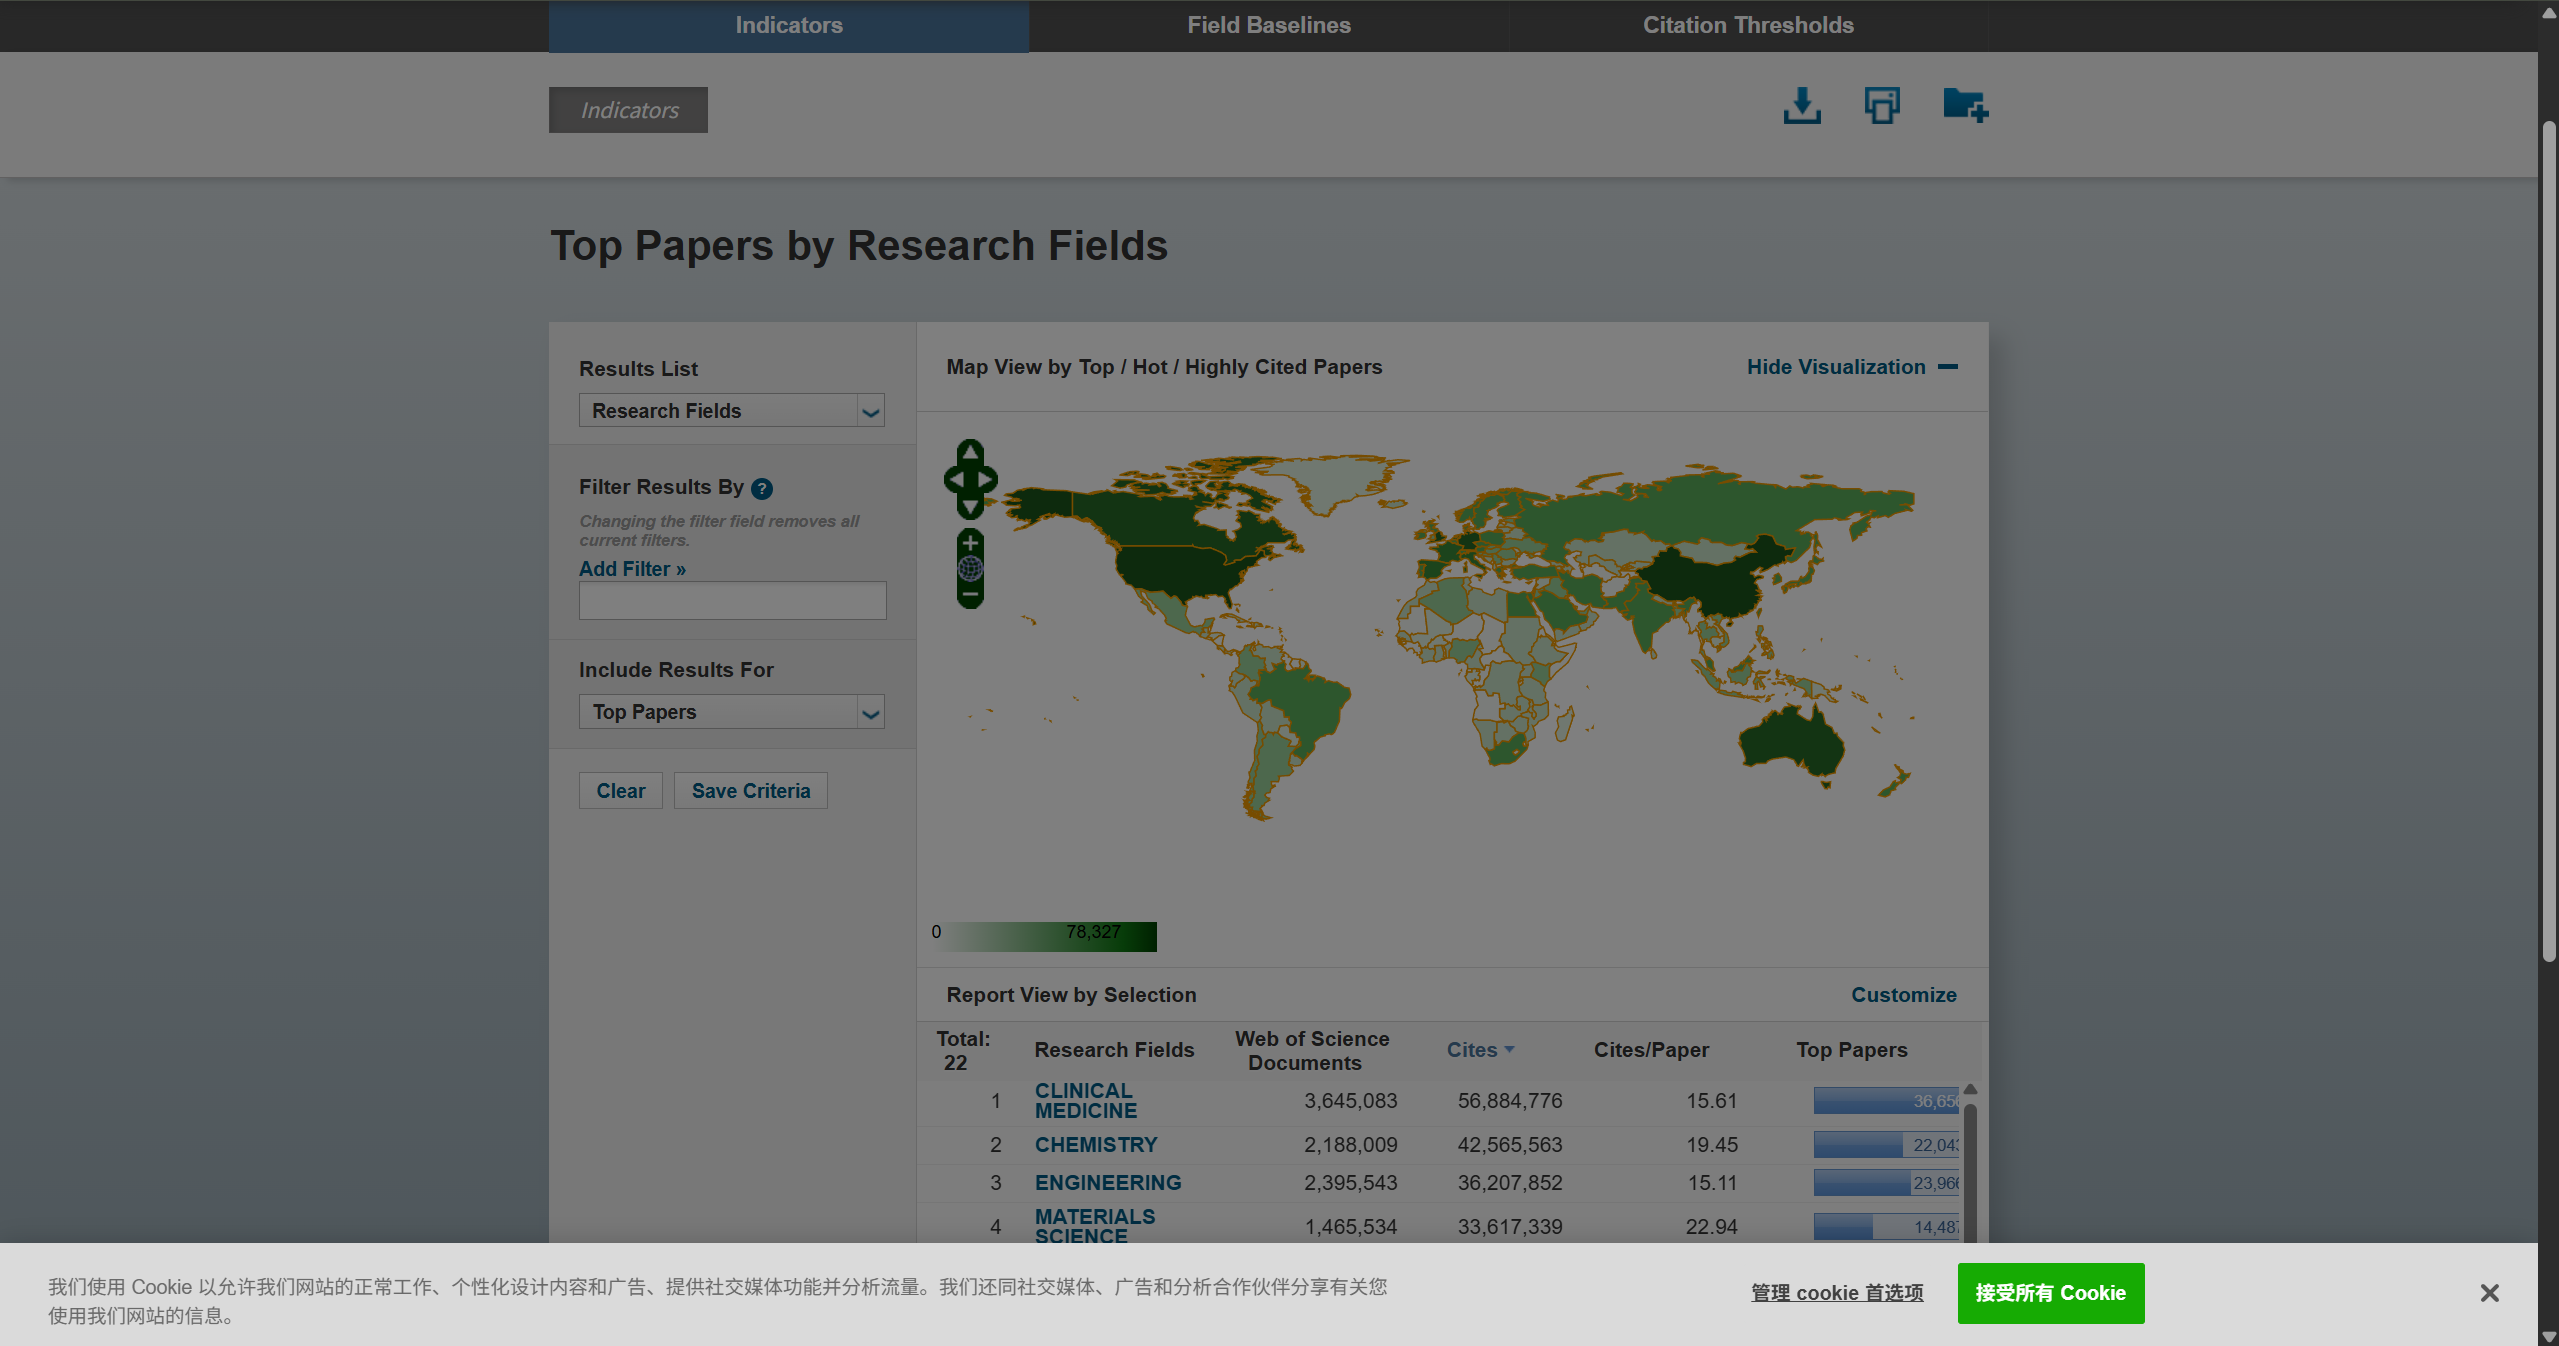 Indicators
Field Baselines
Citation Thresholds
Indicators
Top Papers by Research Fields
Results List
Research Fields
Filter Results By ?
Changing the filter field removes all
current filters.
Add Filter »
Include Results For
Top Papers
Clear
Save Criteria
Map View by Top / Hot / Highly Cited Papers
Hide Visualization
0
78,327
Report View by Selection
Customize
Total:
22
Research Fields
Web of Science
Documents
Cites
Cites/Paper
Top Papers
1
CLINICAL
MEDICINE
3,645,083
56,884,776
15.61
36,656
2
CHEMISTRY
2,188,009
42,565,563
19.45
22,043
3
ENGINEERING
2,395,543
36,207,852
15.11
23,966
4
MATERIALS
SCIENCE
1,465,534
33,617,339
22.94
14,487
我们使用 Cookie 以允许我们网站的正常工作、个性化设计内容和广告、提供社交媒体功能并分析流量。我们还同社交媒体、广告和分析合作伙伴分享有关您
使用我们网站的信息。
管理 cookie 首选项
接受所有 Cookie